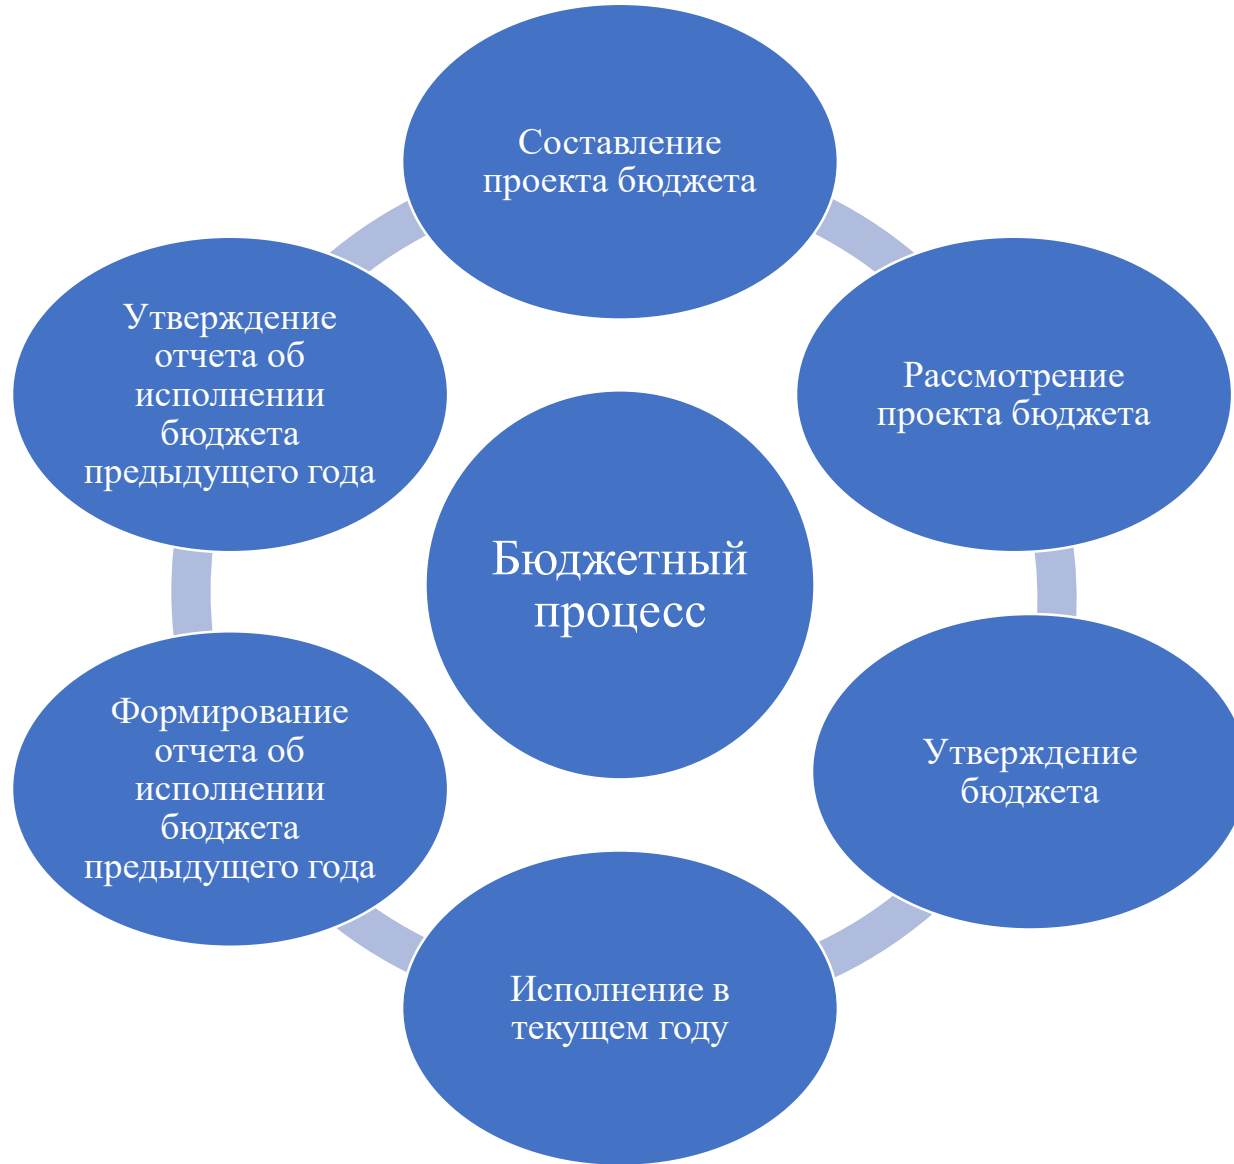 Составление
проекта бюджета
Рассмотрение
проекта бюджета
Утверждение
бюджета
Исполнение в
текущем году
Формирование
отчета об
исполнении
бюджета
предыдущего года
Утверждение
отчета об
исполнении
бюджета
предыдущего года
Бюджетный
процесс